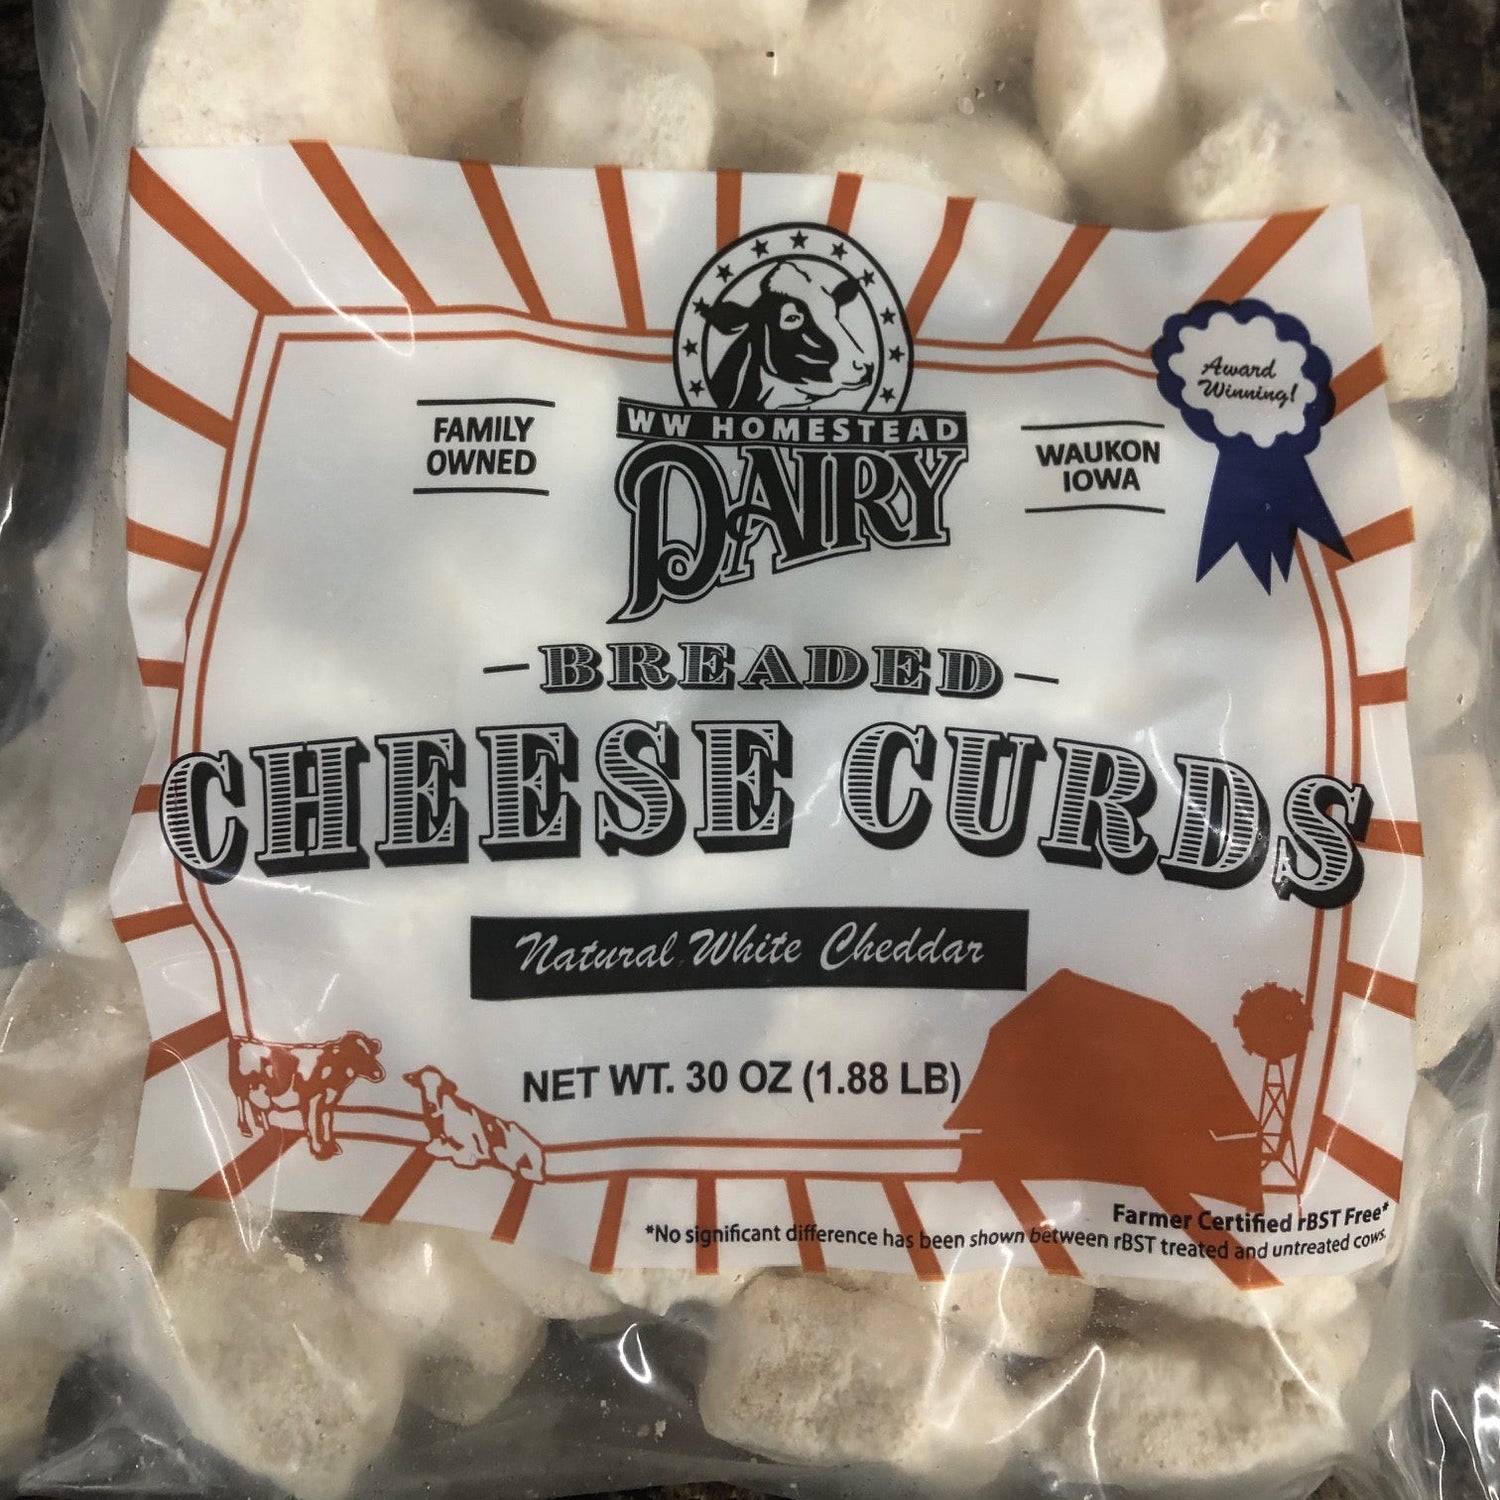 Award
Winning!
FAMILY
OWNED
WW HOMESTEAD
DAIRY
WAUKON
IOWA
BREADED
CHEESE CURDS
Natural White Cheddar
NET WT. 30 OZ (1.88 LB)
Farmer Certified rBST Free*
*No significant difference has been shown between rBST treated and untreated cows.